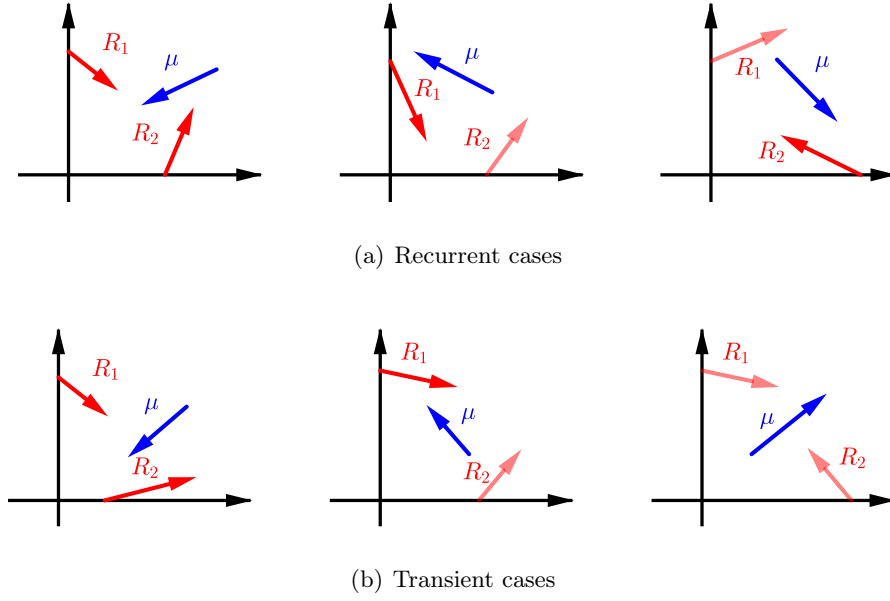 R₁ μ μ R₁ μ
R₂ R₁ R₂ R₂
(a) Recurrent cases
R₁ R₁ R₁
μ μ μ
R₂ R₂ R₂
(b) Transient cases